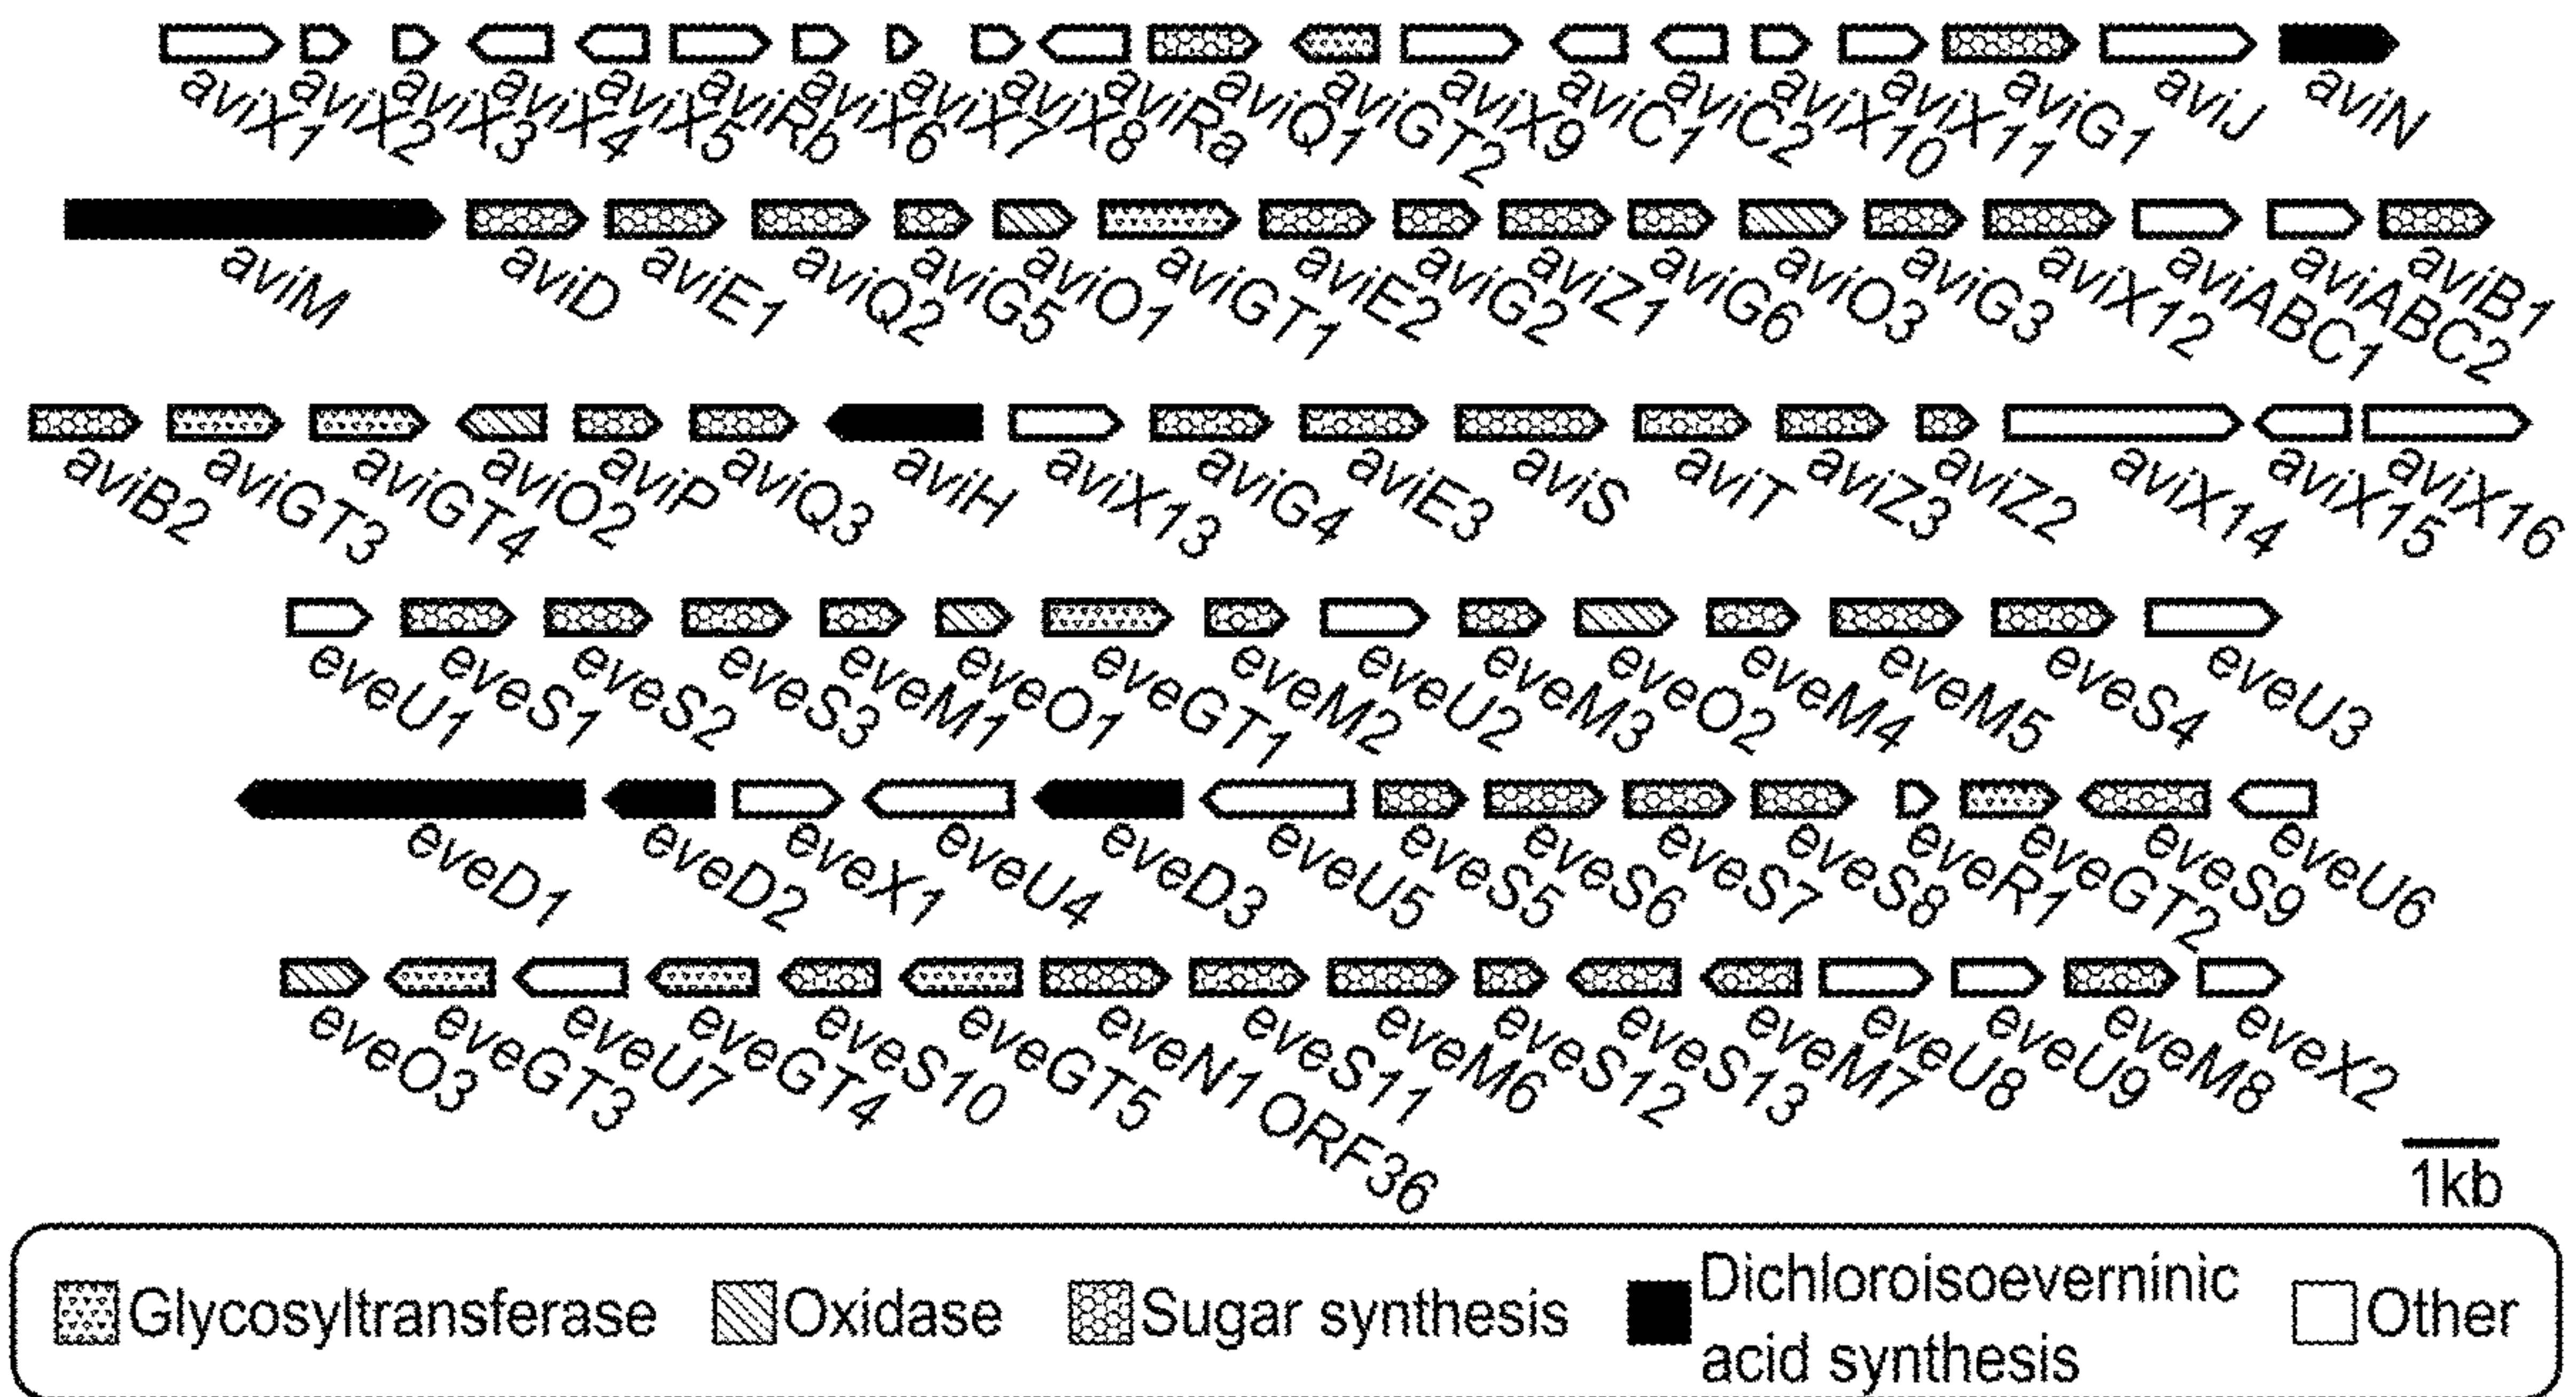 aviX1 aviX2 aviX3 aviX4 aviX5 aviRb aviX6 aviX7 aviX8 aviRa aviQ1 aviGT2 aviX9 aviC1 aviC2 aviX10 aviX11 aviG1 aviJ aviN
aviM aviD aviE1 aviQ2 aviG5 aviO1 aviGT1 aviE2 aviG2 aviZ1 aviG6 aviO3 aviG3 aviX12 aviABC1 aviABC2 aviB1
aviB2 aviGT3 aviGT4 aviO2 aviP aviQ3 aviH aviX13 aviG4 aviE3 aviS aviT aviZ3 aviZ2 aviX14 aviX15 aviX16
eveU1 eveS1 eveS2 eveS3 eveM1 eveO1 eveGT1 eveM2 eveU2 eveM3 eveO2 eveM4 eveM5 eveS4 eveU3
eveD1 eveD2 eveX1 eveU4 eveD3 eveU5 eveS5 eveS6 eveS7 eveS8 eveR1 eveGT2 eveS9 eveU6
eveO3 eveGT3 eveU7 eveGT4 eveS10 eveGT5 eveN1 ORF36 eveS11 eveM6 eveS12 eveS13 eveM7 eveU8 eveU9 eveM8 eveX2
1kb
Glycosyltransferase Oxidase Sugar synthesis Dichloroisoeverninic
acid synthesis Other